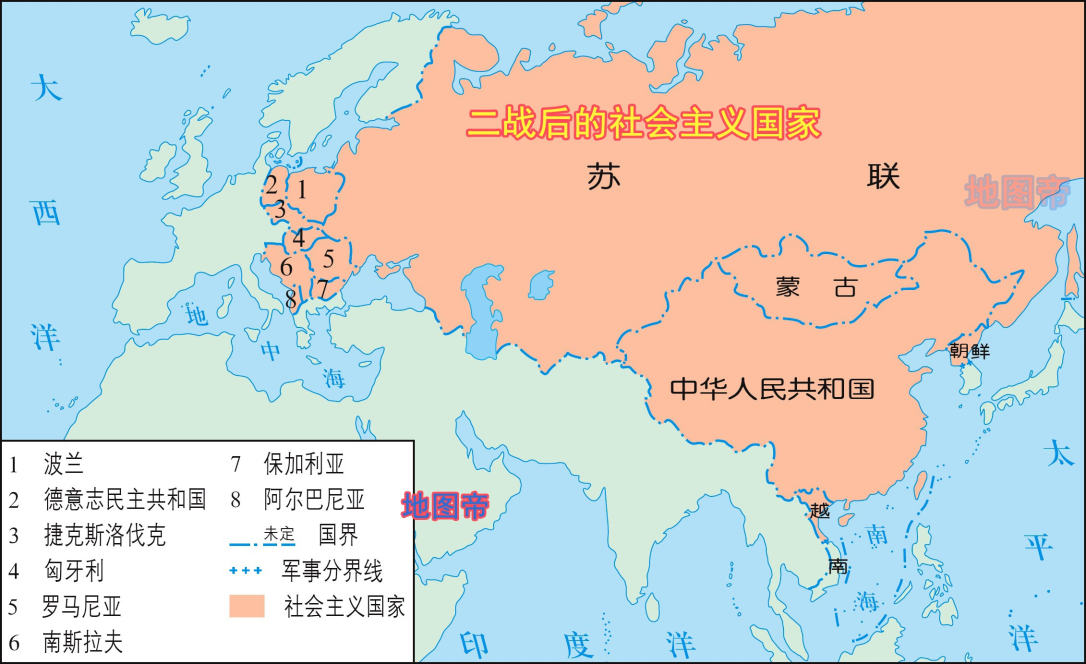 二战后的社会主义国家
苏 联
地图帝
大
西
洋
2
1
3
4
5
6
7
8
蒙 古
地
中
海
朝鲜
中华人民共和国
太
平
洋
越
南
南
海
印 度 洋
地图帝
1 波兰
2 德意志民主共和国
3 捷克斯洛伐克
4 匈牙利
5 罗马尼亚
6 南斯拉夫
7 保加利亚
8 阿尔巴尼亚
未定 国界
军事分界线
社会主义国家